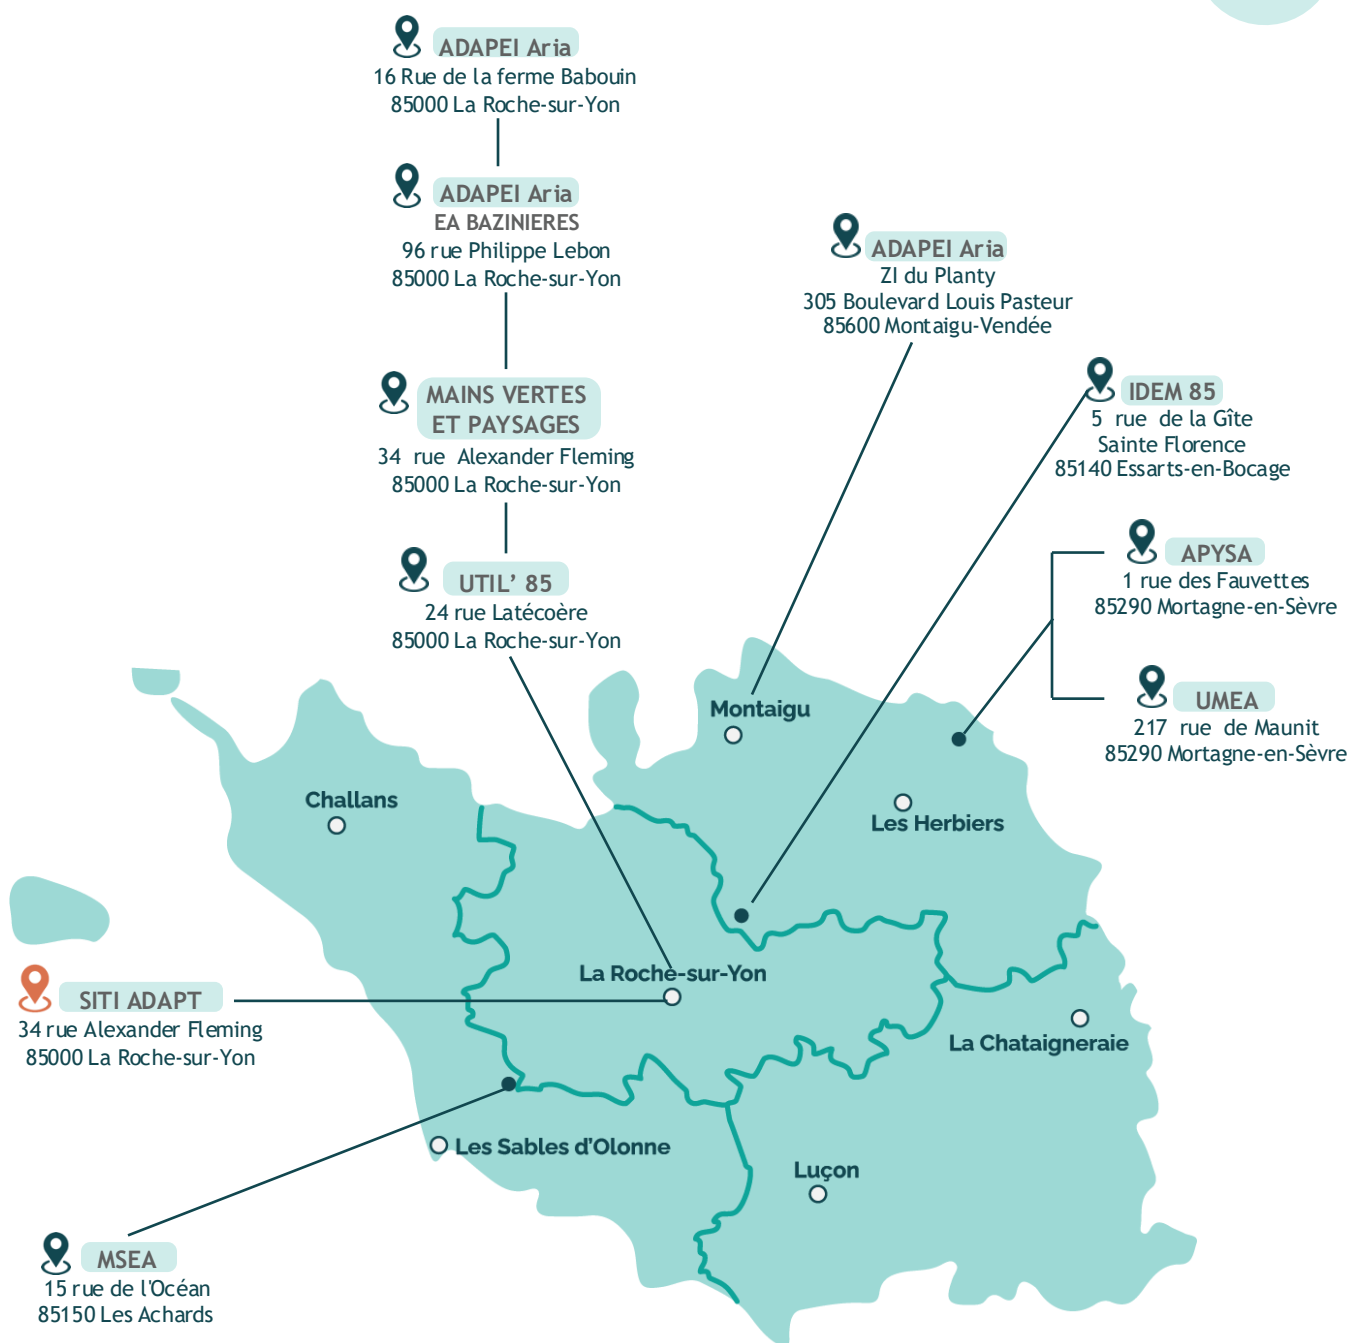 ADAPEI Aria
16 Rue de la ferme Babouin
85000 La Roche-sur-Yon
ADAPEI Aria
EA BAZINIERES
96 rue Philippe Lebon
85000 La Roche-sur-Yon
MAINS VERTES
ET PAYSAGES
34 rue Alexander Fleming
85000 La Roche-sur-Yon
UTIL’ 85
24 rue Latécoère
85000 La Roche-sur-Yon
ADAPEI Aria
ZI du Planty
305 Boulevard Louis Pasteur
85600 Montaigu-Vendée
IDEM 85
5 rue de la Gîte
Sainte Florence
85140 Essarts-en-Bocage
APYSA
1 rue des Fauvettes
85290 Mortagne-en-Sèvre
UMEA
217 rue de Maunit
85290 Mortagne-en-Sèvre
Montaigu
Challans
Les Herbiers
La Roche-sur-Yon
La Chataigneraie
Les Sables d’Olonne
Luçon
SITI ADAPT
34 rue Alexander Fleming
85000 La Roche-sur-Yon
MSEA
15 rue de l'Océan
85150 Les Achards